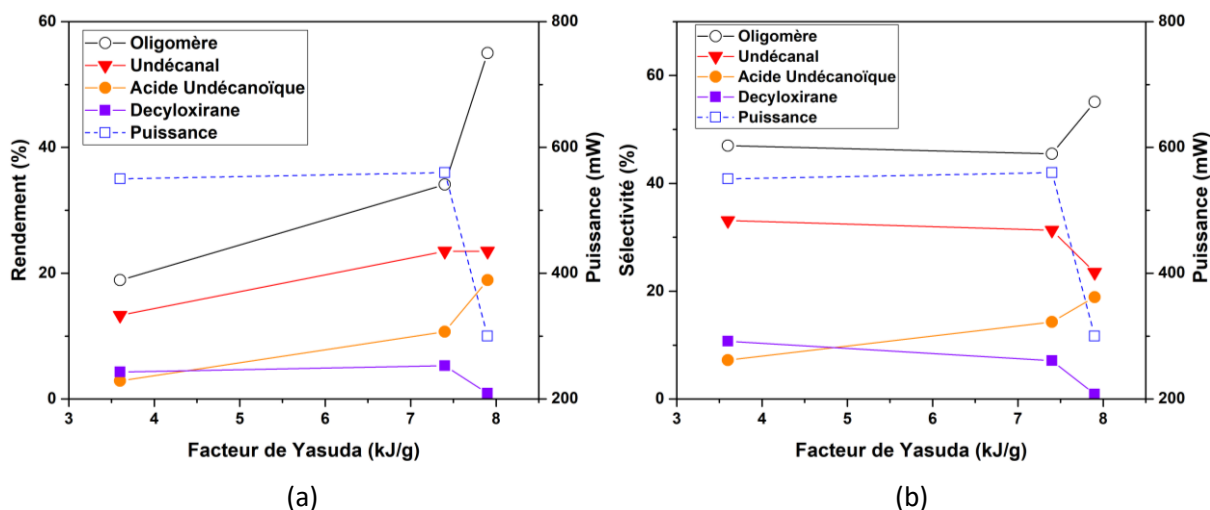 60
40
20
0
Rendement (%)
Oligomère
Undécanal
Acide Undécanoïque
Decyloxirane
Puissance
800
600
400
200
Puissance (mW)
3 4 5 6 7 8
Facteur de Yasuda (kJ/g)
(a)
60
40
20
0
Sélectivité (%)
Oligomère
Undécanal
Acide Undécanoïque
Decyloxirane
Puissance
800
600
400
200
Puissance (mW)
3 4 5 6 7 8
Facteur de Yasuda (kJ/g)
(b)